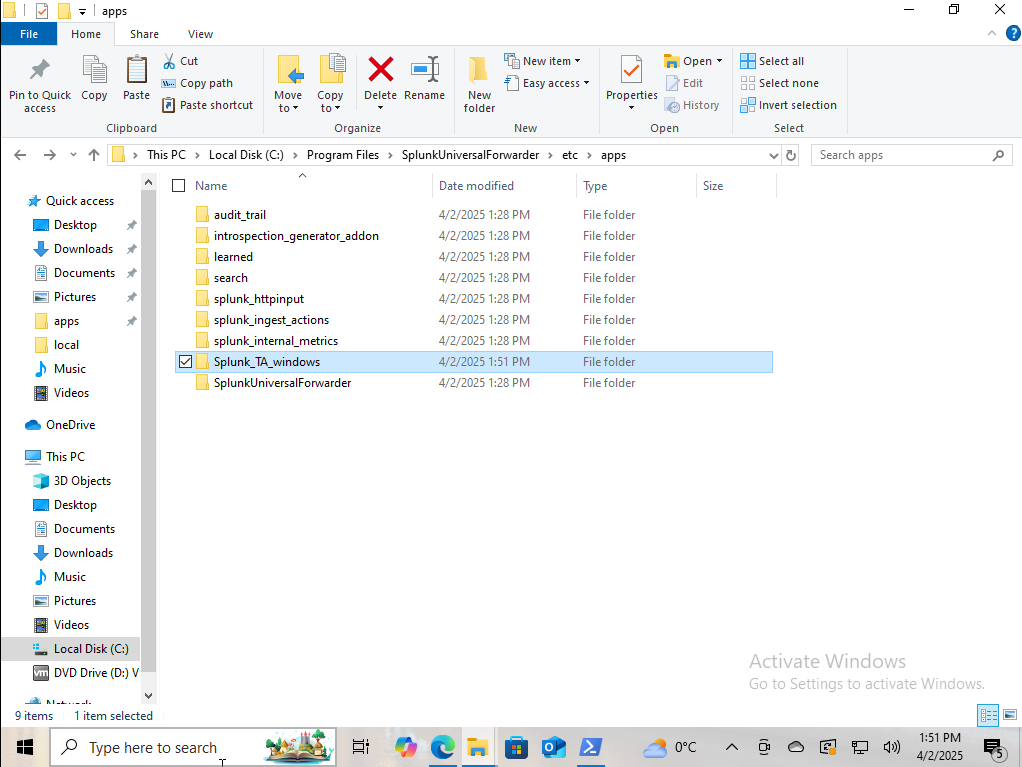 apps
File Home Share View
Pin to Quick access
Copy
Paste
Cut
Copy path
Paste shortcut
Clipboard
Move to
Copy to
Delete
Rename
Organize
New folder
New item
Easy access
New
Properties
Open
Edit
History
Open
Select all
Select none
Invert selection
Select
This PC > Local Disk (C:) > Program Files > SplunkUniversalForwarder > etc > apps
Search apps
Quick access
Desktop
Downloads
Documents
Pictures
apps
local
Music
Videos
OneDrive
This PC
3D Objects
Desktop
Documents
Downloads
Music
Pictures
Videos
Local Disk (C:)
DVD Drive (D:) V
Network
Name Date modified Type Size
audit_trail 4/2/2025 1:28 PM File folder
introspection_generator_addon 4/2/2025 1:28 PM File folder
learned 4/2/2025 1:28 PM File folder
search 4/2/2025 1:28 PM File folder
splunk_httpinput 4/2/2025 1:28 PM File folder
splunk_ingest_actions 4/2/2025 1:28 PM File folder
splunk_internal_metrics 4/2/2025 1:28 PM File folder
Splunk_TA_windows 4/2/2025 1:51 PM File folder
SplunkUniversalForwarder 4/2/2025 1:28 PM File folder
Activate Windows
Go to Settings to activate Windows.
9 items 1 item selected
Type here to search
0°C
1:51 PM
4/2/2025
5